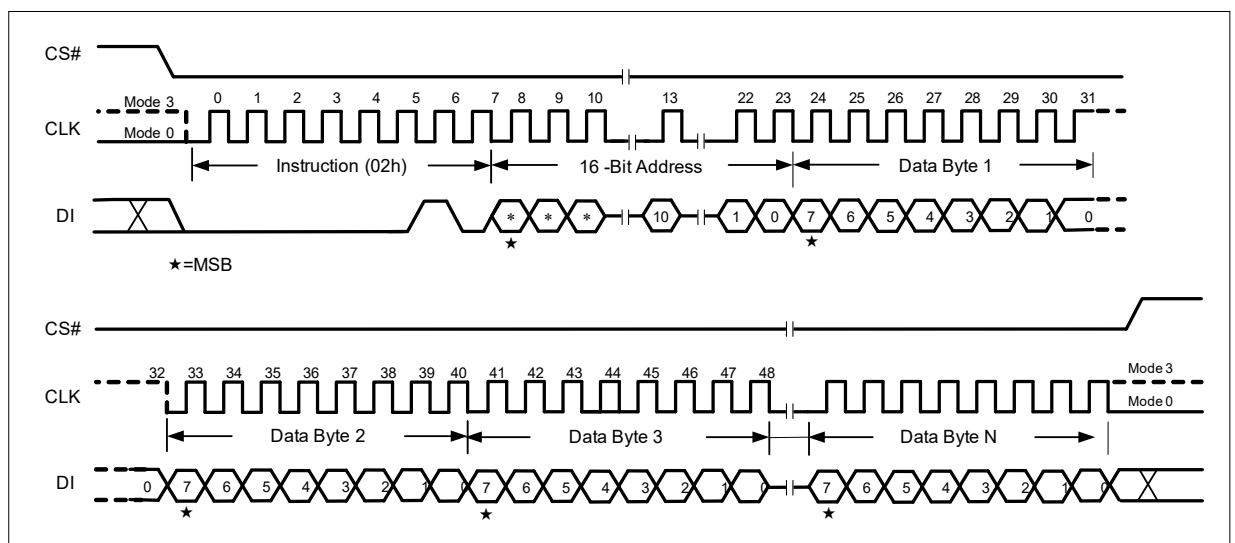 CS#
Mode 3 0 1 2 3 4 5 6 7 8 9 10 13 22 23 24 25 26 27 28 29 30 31
CLK
Mode 0
Instruction (02h) 16 -Bit Address Data Byte 1
DI * * * 10 1 0 7 6 5 4 3 2 1 0
★ ★
★=MSB
CS#
32 33 34 35 36 37 38 39 40 41 42 43 44 45 46 47 48 Mode 3
CLK
Mode 0
Data Byte 2 Data Byte 3 Data Byte N
DI 0 7 6 5 4 3 2 1 0 7 6 5 4 3 2 1 0 7 6 5 4 3 2 1 0
★ ★ ★